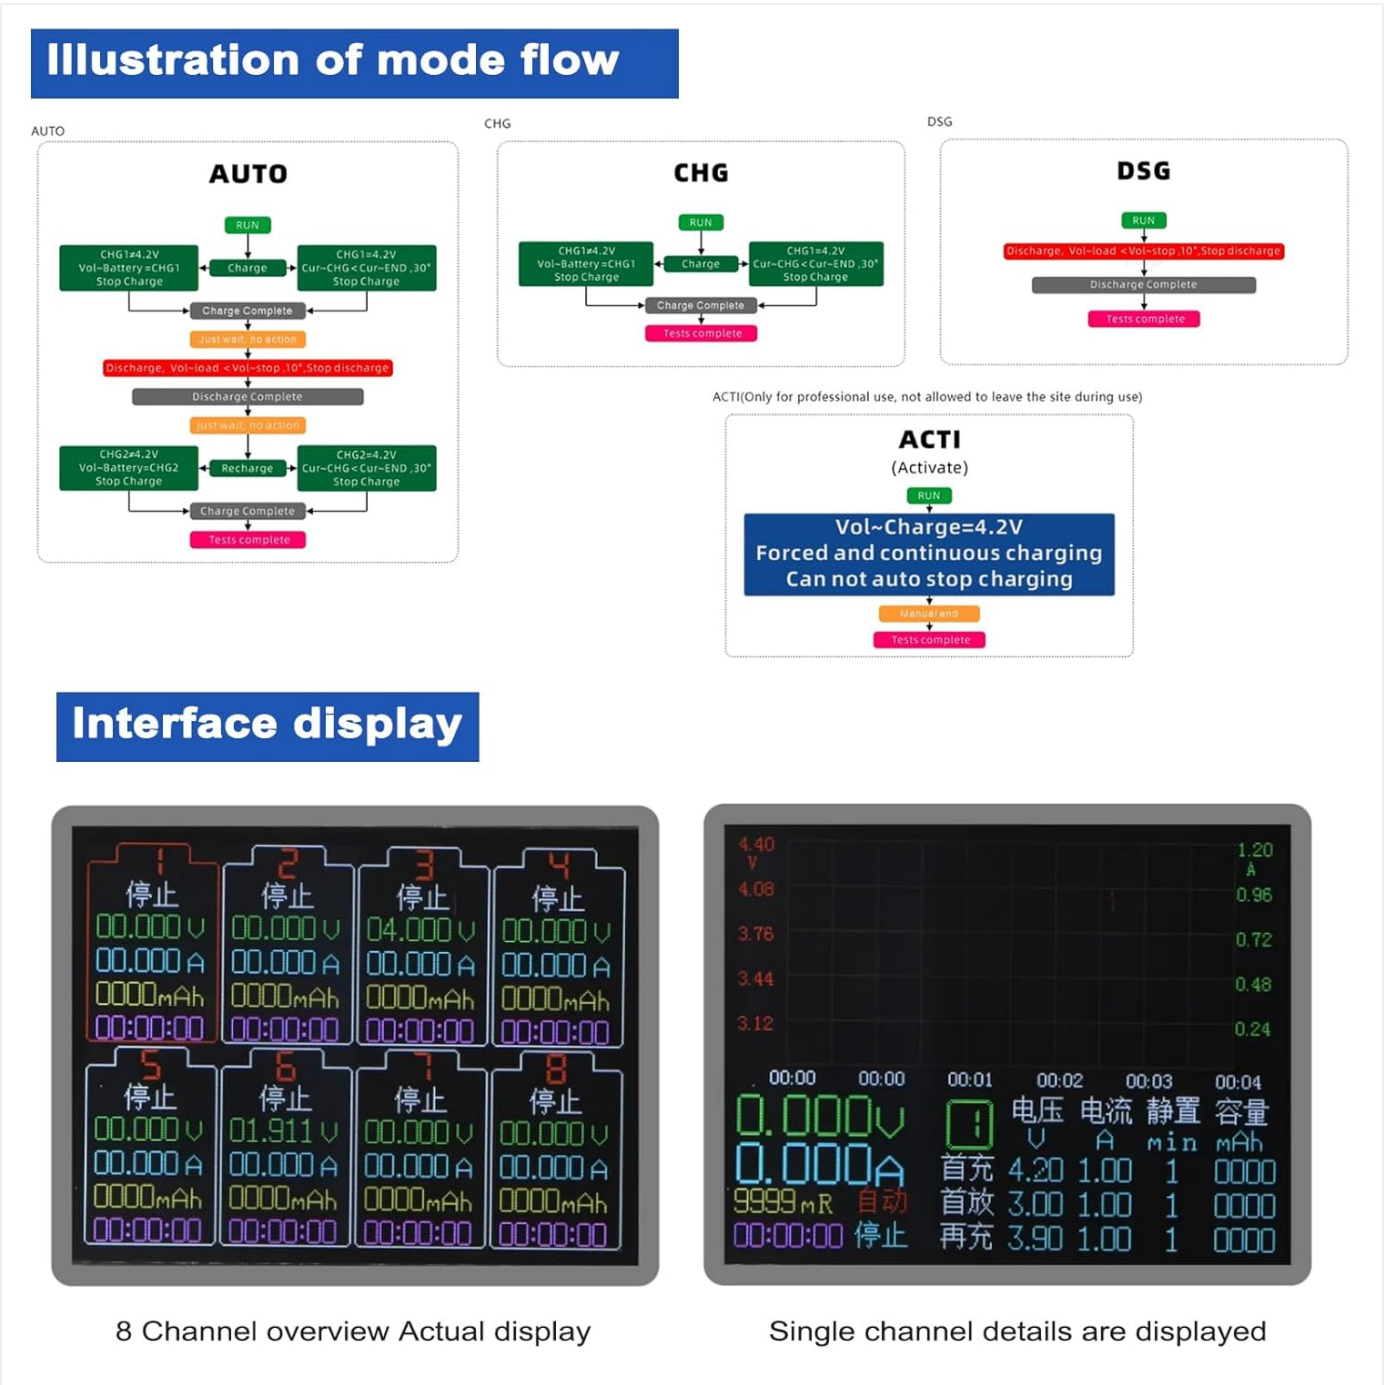 Illustration of mode flow
AUTO
AUTO
RUN
CHG1≠4.2V
Vol~Battery=CHG1
Stop Charge
Charge
CHG1=4.2V
Cur~CHG<Cur~END,30"
Stop Charge
Charge Complete
Just wait, no action
Discharge, Vol~load <Vol~stop ,10",Stop discharge
Discharge Complete
Just wait, no action
CHG2≠4.2V
Vol~Battery=CHG2
Stop Charge
Recharge
CHG2=4.2V
Cur~CHG<Cur~END,30"
Stop Charge
Charge Complete
Tests complete
CHG
CHG
RUN
CHG1≠4.2V
Vol~Battery=CHG1
Stop Charge
Charge
CHG1=4.2V
Cur~CHG<Cur~END,30"
Stop Charge
Charge Complete
Tests complete
DSG
DSG
RUN
Discharge, Vol~load <Vol~stop ,10",Stop discharge
Discharge Complete
Tests complete
ACTI(Only for professional use, not allowed to leave the site during use)
ACTI
(Activate)
RUN
Vol~Charge=4.2V
Forced and continuous charging
Can not auto stop charging
Manuel end
Tests complete
Interface display
1 2 3 4
停止 停止 停止 停止
00.000V 00.000V 04.000V 00.000V
00.000A 00.000A 00.000A 00.000A
0000mAh 0000mAh 0000mAh 0000mAh
00:00:00 00:00:00 00:00:00 00:00:00
5 6 7 8
停止 停止 停止 停止
00.000V 01.911V 00.000V 00.000V
00.000A 00.000A 00.000A 00.000A
0000mAh 0000mAh 0000mAh 0000mAh
00:00:00 00:00:00 00:00:00 00:00:00
8 Channel overview Actual display
4.40 1.20
V A
4.08 0.96
3.76 0.72
3.44 0.48
3.12 0.24
00:00 00:00 00:01 00:02 00:03 00:04
0.000V 1 电压 电流 静置 容量
V A min mAh
0.000A 首充 4.20 1.00 1 0000
9999mR 自动 首放 3.00 1.00 1 0000
00:00:00 停止 再充 3.90 1.00 1 0000
Single channel details are displayed